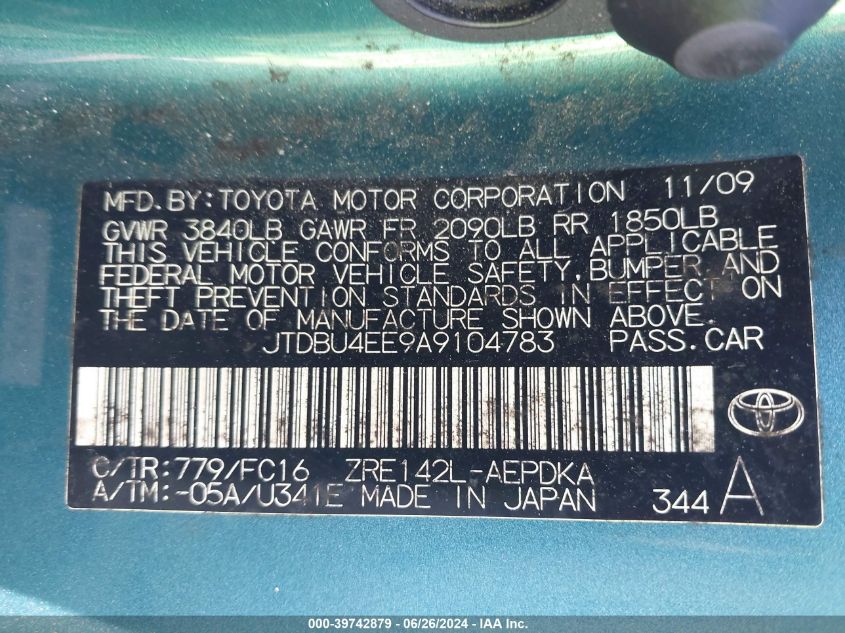 MFD. BY: TOYOTA MOTOR CORPORATION 11/09
GVWR 3840LB GAWR FR 2090LB RR 1850LB
THIS VEHICLE CONFORMS TO ALL APPLICABLE
FEDERAL MOTOR VEHICLE SAFETY, BUMPER, AND
THEFT PREVENTION STANDARDS IN EFFECT ON
THE DATE OF MANUFACTURE SHOWN ABOVE.
JTDBU4EE9A9104783 PASS. CAR
C/TR: 779/FC16 ZRE142L-AEPDKA
A/TM: -05A/U341E MADE IN JAPAN 344 A
000-39742879 - 06/26/2024 - IAA Inc.